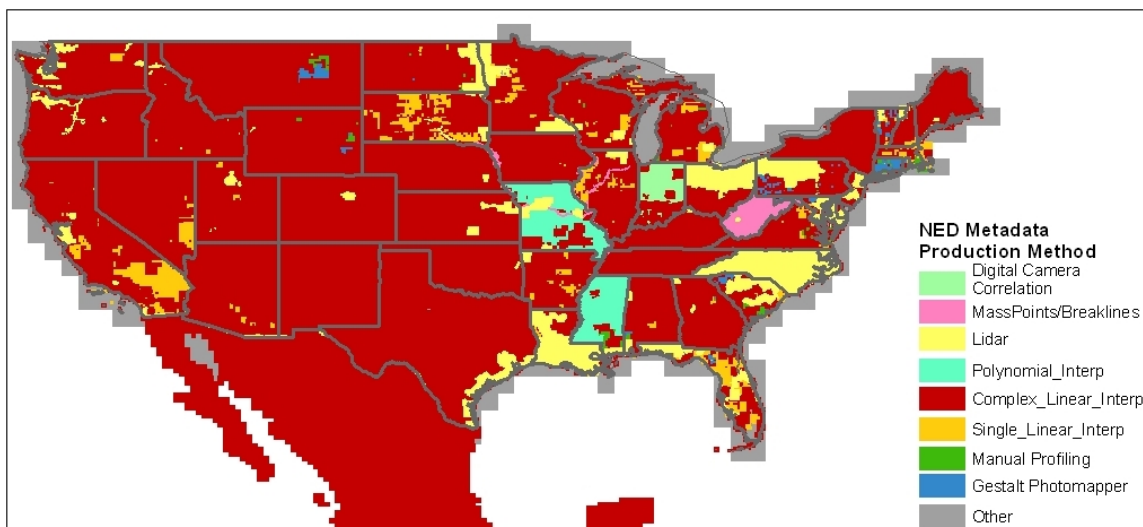 NED Metadata
Production Method
Digital Camera
Correlation
MassPoints/Breaklines
Lidar
Polynomial_Interp
Complex_Linear_Interp
Single_Linear_Interp
Manual Profiling
Gestalt Photomapper
Other